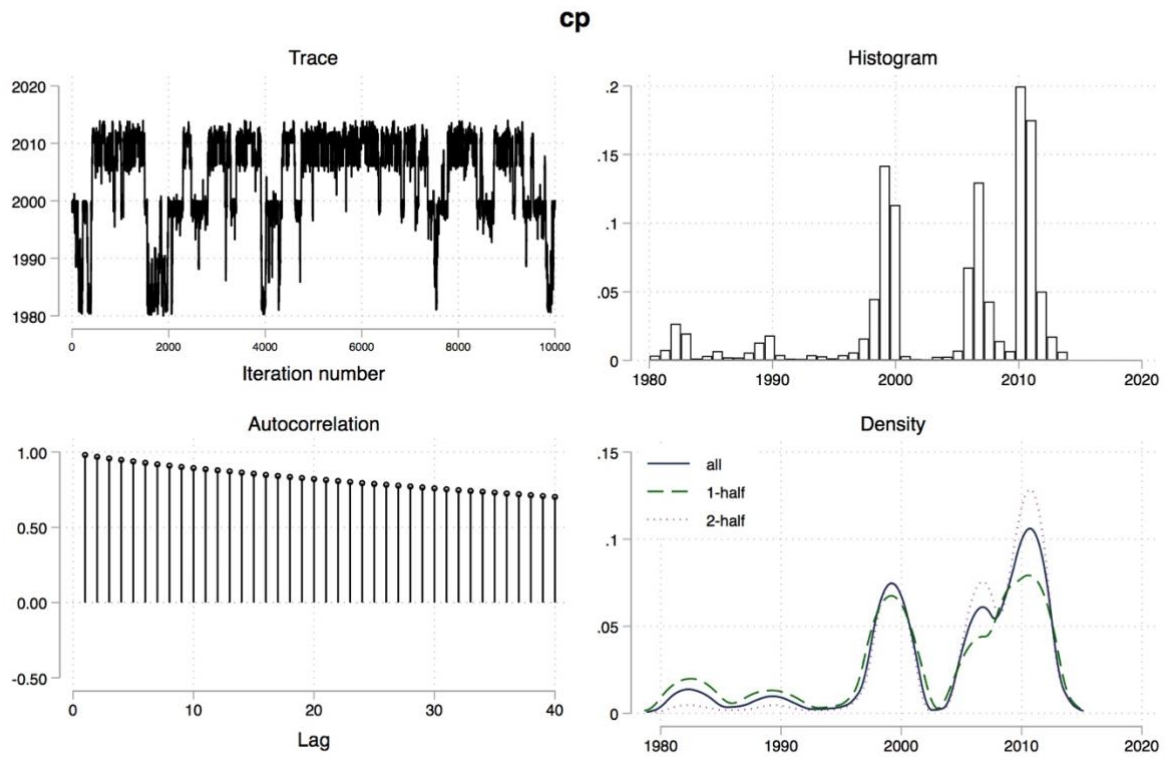 cp
Trace
2020
2010
2000
1990
1980
0 2000 4000 6000 8000 10000
Iteration number
Histogram
.2
.15
.1
.05
0
1980 1990 2000 2010 2020
Autocorrelation
1.00
0.50
0.00
-0.50
0 10 20 30 40
Lag
Density
.15
.1
.05
0
all
1-half
2-half
1980 1990 2000 2010 2020